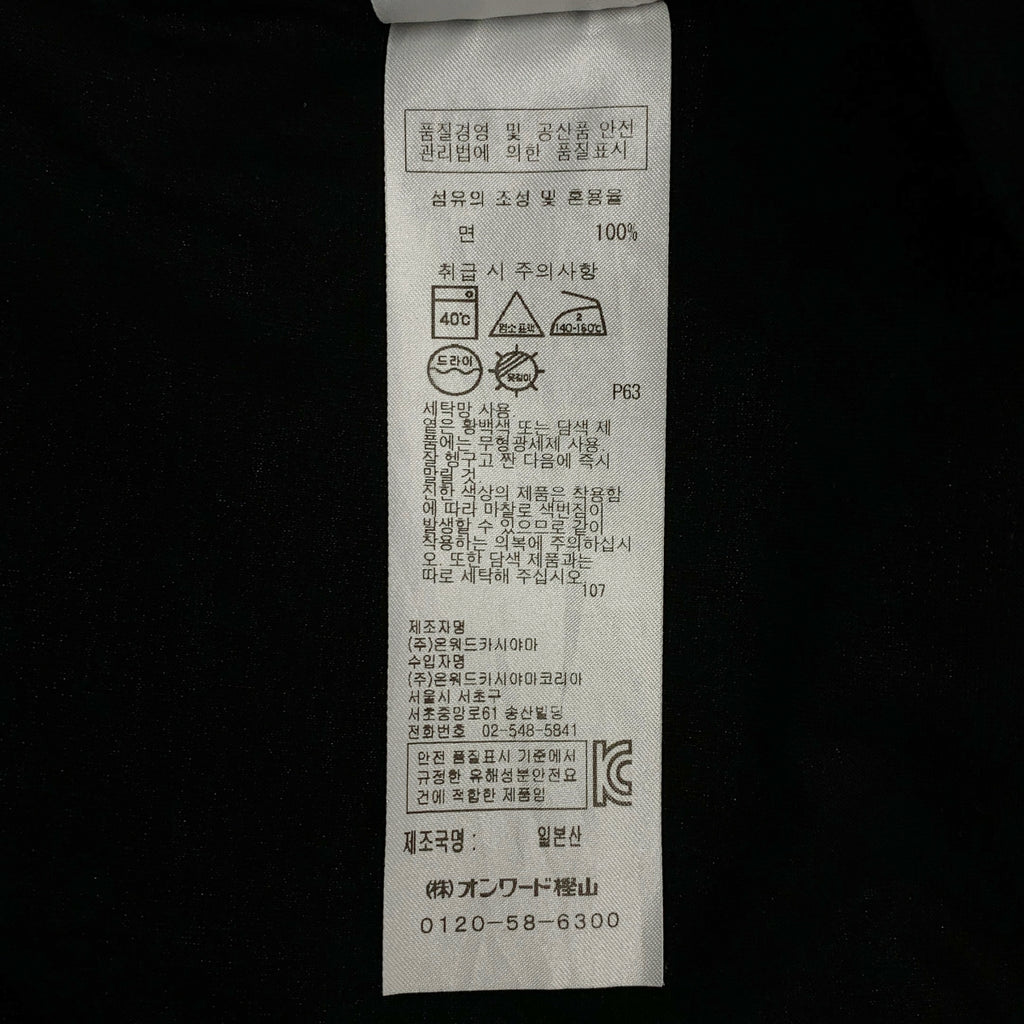 품질경영 및 공산품 안전
관리법에 의한 품질표시
섬유의 조성 및 혼용율
면 100%
취급 시 주의사항
40℃
염소표백
2
140-160℃
드라이
옷걸이
P63
세탁망 사용.
옅은 황백색 또는 담색 제
품에는 무형광세제 사용.
잘 헹구고 짠 다음에 즉시
말릴 것.
진한 색상의 제품은 착용함
에 따라 마찰로 색번짐이
발생할 수 있으므로 같이
착용하는 의복에 주의하십시
오. 또한 담색 제품과는
따로 세탁해 주십시오.
107
제조자명
(주)온워드카시야마
수입자명
(주)온워드카시야마코리아
서울시 서초구
서초중앙로61 송산빌딩
전화번호 02-548-5841
안전 품질표시 기준에서
규정한 유해성분안전요
건에 적합한 제품임
제조국명 : 일본산
(株)オンワード樫山
0120-58-6300